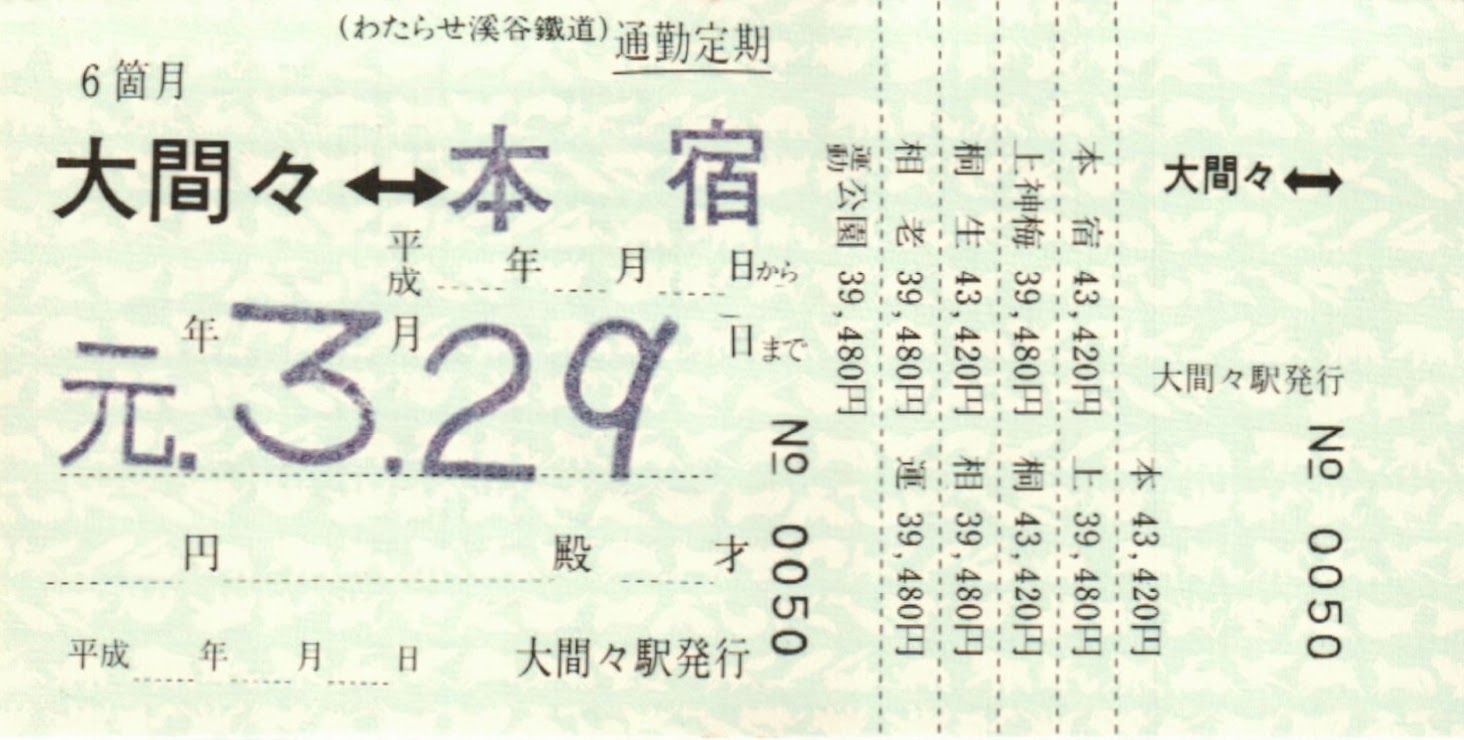 (わたらせ溪谷鐵道)通勤定期
6箇月
大間々↔本宿
平成 年 月 日から
年 月 日まで
元.3.29
円 殿 才
平成 年 月 日 大間々駅発行
№ 0050
運動公園 39,480円
相老 39,480円
運 39,480円
桐生 43,420円
相 39,480円
上神梅 39,480円
桐 43,420円
本宿 43,420円
上 39,480円
本 43,420円
大間々↔
大間々駅発行
№ 0050